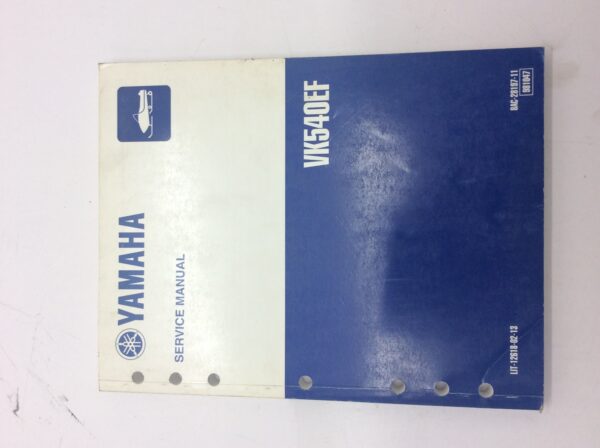 YAMAHA
SERVICE MANUAL
VK540EF
LIT-12618-02-13
8AC-28197-11
981047